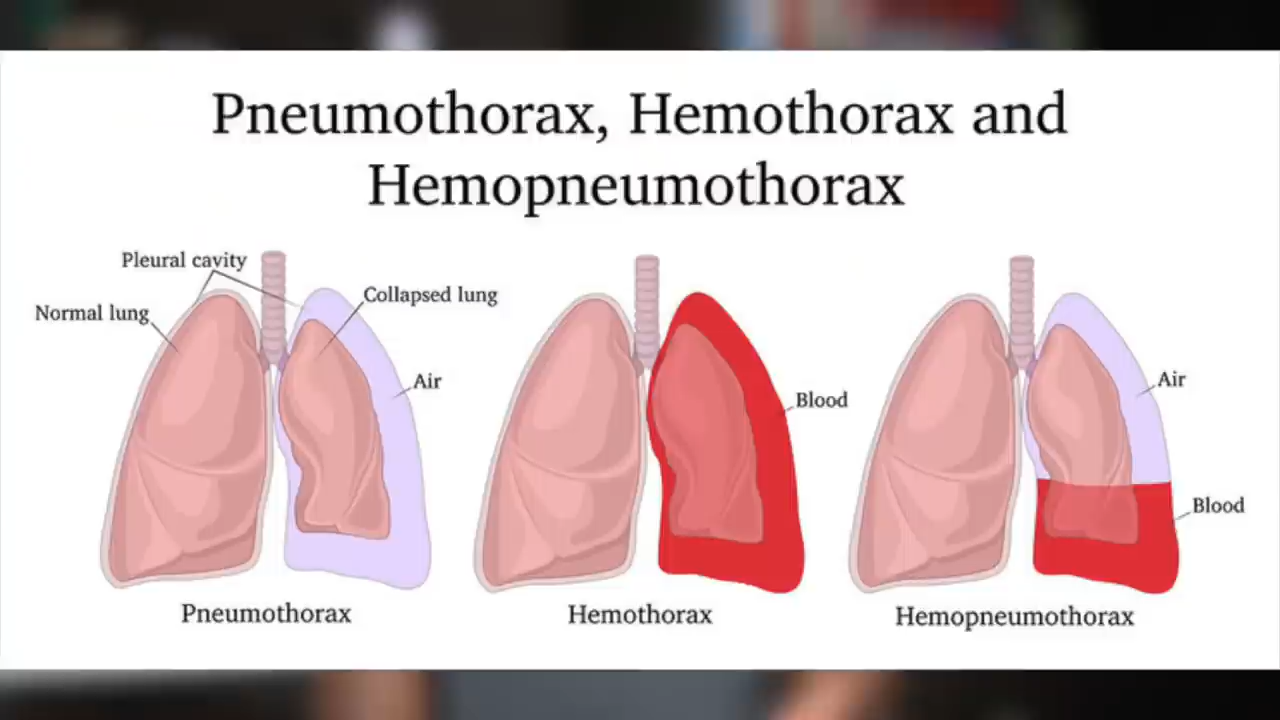 Pneumothorax, Hemothorax and
Hemopneumothorax
Pleural cavity
Normal lung
Collapsed lung
Air
Pneumothorax
Blood
Hemothorax
Air
Blood
Hemopneumothorax